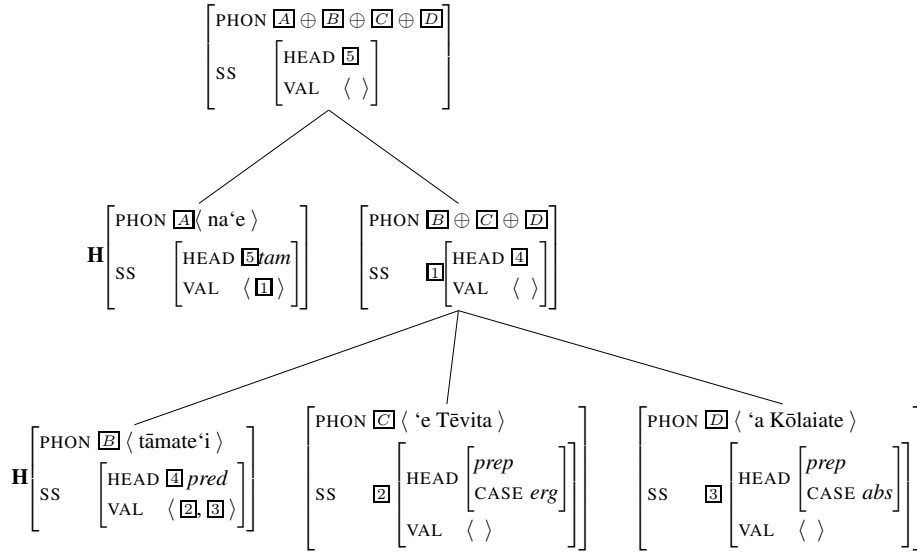 PHON A ⊕ B ⊕ C ⊕ D
SS HEAD 5
VAL ⟨ ⟩
H PHON A ⟨ na‘e ⟩
SS HEAD 5 tam
VAL ⟨ 1 ⟩
PHON B ⊕ C ⊕ D
SS 1 HEAD 4
VAL ⟨ ⟩
H PHON B ⟨ tāmate‘i ⟩
SS HEAD 4 pred
VAL ⟨ 2, 3 ⟩
PHON C ⟨ ‘e Tēvita ⟩
SS 2 HEAD prep
CASE erg
VAL ⟨ ⟩
PHON D ⟨ ‘a Kōlaiate ⟩
SS 3 HEAD prep
CASE abs
VAL ⟨ ⟩